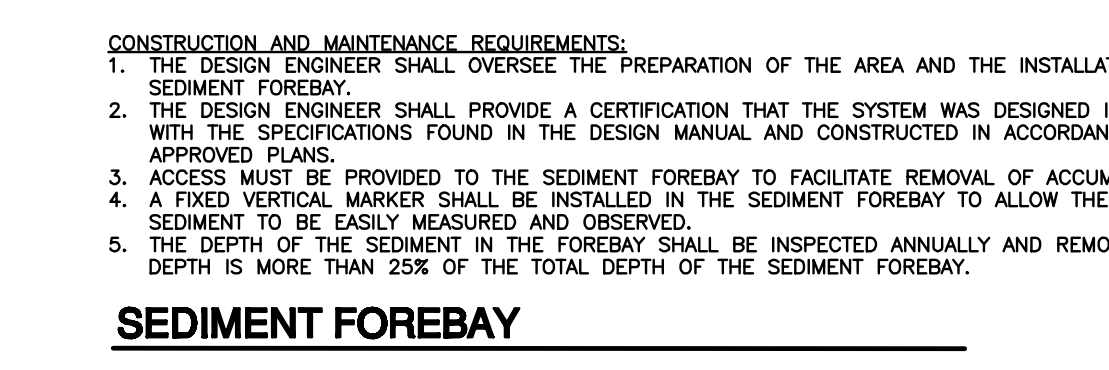 CONSTRUCTION AND MAINTENANCE REQUIREMENTS:
1. THE DESIGN ENGINEER SHALL OVERSEE THE PREPARATION OF THE AREA AND THE
SEDIMENT FOREBAY.
2. THE DESIGN ENGINEER SHALL PROVIDE A CERTIFICATION THAT THE SYSTEM WAS DESIGNED
WITH THE SPECIFICATIONS FOUND IN THE DESIGN MANUAL AND CONSTRUCTED IN
APPROVED PLANS.
3. ACCESS MUST BE PROVIDED TO THE SEDIMENT FOREBAY TO FACILITATE REMOVAL OF
4. A FIXED VERTICAL MARKER SHALL BE INSTALLED IN THE SEDIMENT FOREBAY TO ALLOW THE
SEDIMENT TO BE EASILY MEASURED AND OBSERVED.
5. THE DEPTH OF THE SEDIMENT IN THE FOREBAY SHALL BE INSPECTED ANNUALLY AND
DEPTH IS MORE THAN 25% OF THE TOTAL DEPTH OF THE SEDIMENT FOREBAY.
SEDIMENT FOREBAY